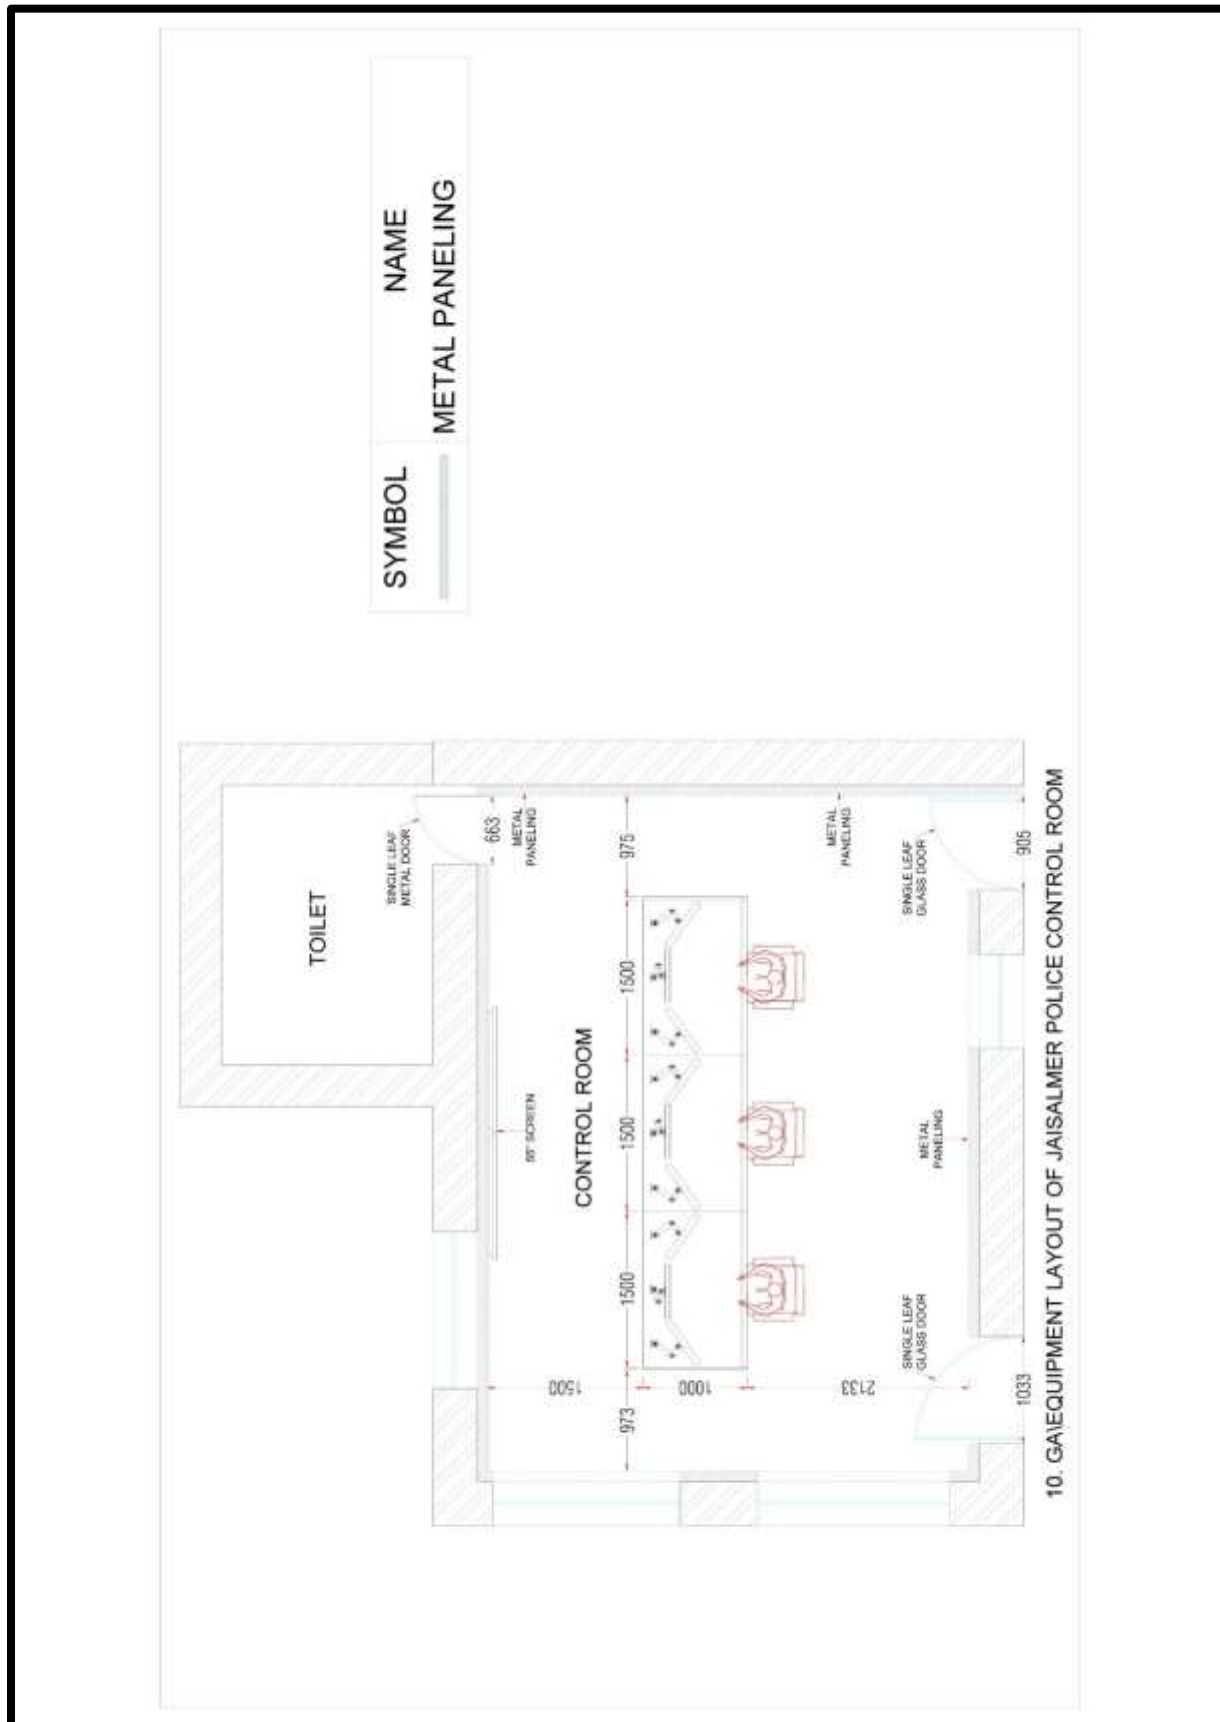 TOILET
SINGLE LEAF
METAL DOOR
SYMBOL NAME
METAL PANELING
663
METAL
PANELING
SCREEN
CONTROL ROOM
973 1500 1500 1500 975
1500
1000
2133
METAL
PANELING
SINGLE LEAF
GLASS DOOR
METAL
PANELING
SINGLE LEAF
GLASS DOOR
1033
905
10. GA\EQUIPMENT LAYOUT OF JAISALMER POLICE CONTROL ROOM